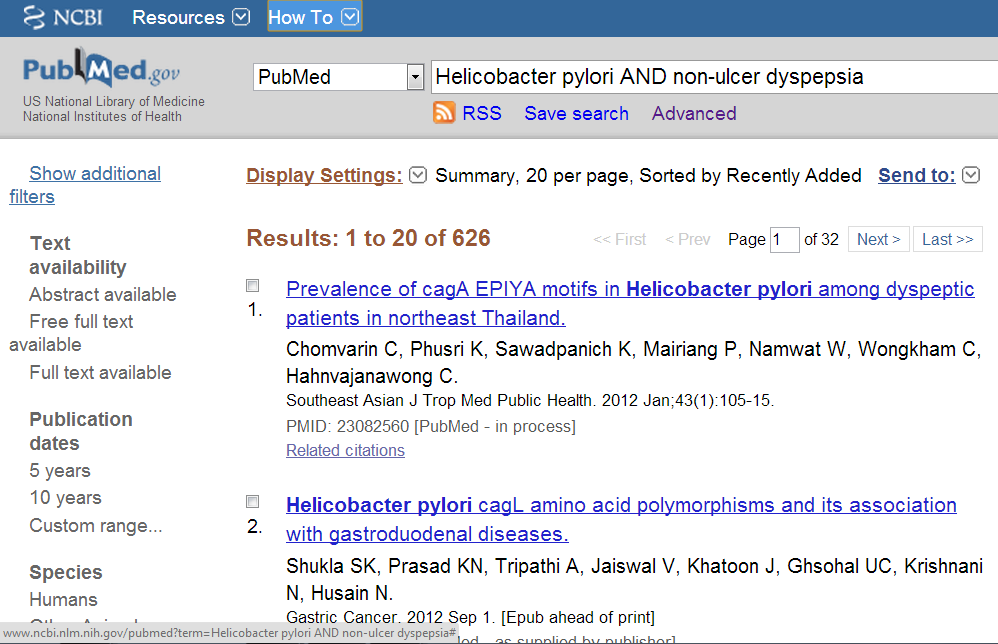 NCBI Resources How To
PubMed.gov
US National Library of Medicine
National Institutes of Health
PubMed
Helicobacter pylori AND non-ulcer dyspepsia
RSS Save search Advanced
Show additional
filters
Text
availability
Abstract available
Free full text
available
Full text available
Publication
dates
5 years
10 years
Custom range...
Species
Humans
Display Settings: Summary, 20 per page, Sorted by Recently Added Send to:
Results: 1 to 20 of 626
<< First < Prev Page 1 of 32 Next > Last >>
1.
Prevalence of cagA EPIYA motifs in Helicobacter pylori among dyspeptic
patients in northeast Thailand.
Chomvarin C, Phusri K, Sawadpanich K, Mairiang P, Namwat W, Wongkham C,
Hahnvajanawong C.
Southeast Asian J Trop Med Public Health. 2012 Jan;43(1):105-15.
PMID: 23082560 [PubMed - in process]
Related citations
2.
Helicobacter pylori cagL amino acid polymorphisms and its association
with gastroduodenal diseases.
Shukla SK, Prasad KN, Tripathi A, Jaiswal V, Khatoon J, Ghsohal UC, Krishnani
N, Husain N.
Gastric Cancer. 2012 Sep 1. [Epub ahead of print]
- as supplied by publisher]
www.ncbi.nlm.nih.gov/pubmed?term=Helicobacter pylori AND non-ulcer dyspepsia#